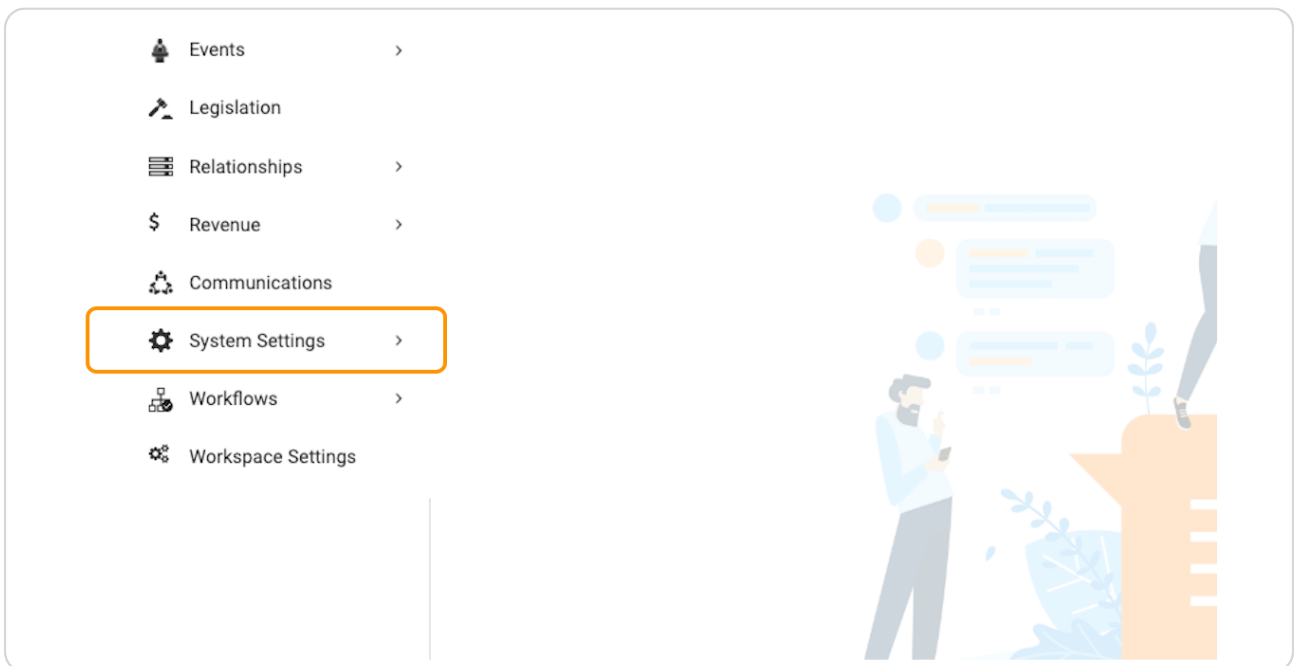 Events
Legislation
Relationships
$ Revenue
Communications
System Settings
Workflows
Workspace Settings